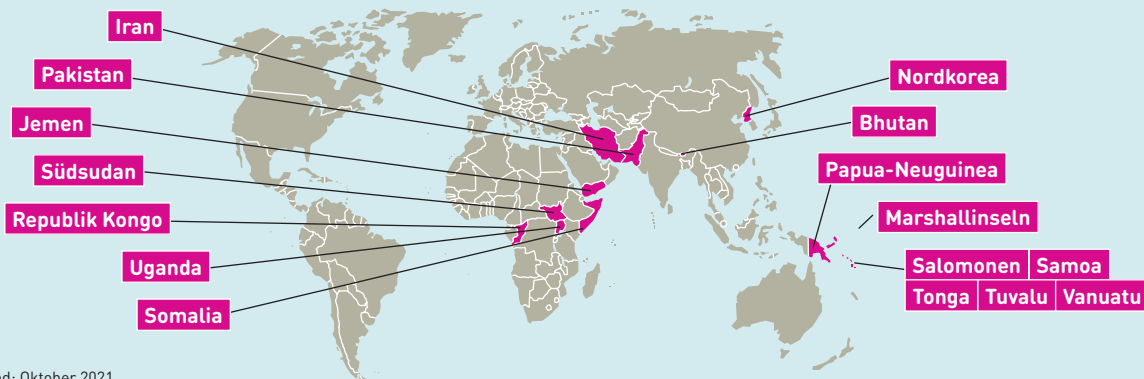 Iran
Pakistan
Jemen
Südsudan
Republik Kongo
Uganda
Somalia
Nordkorea
Bhutan
Papua-Neuguinea
Marshallinseln
Salomonen Samoa
Tonga Tuvalu Vanuatu
Oktober 2021